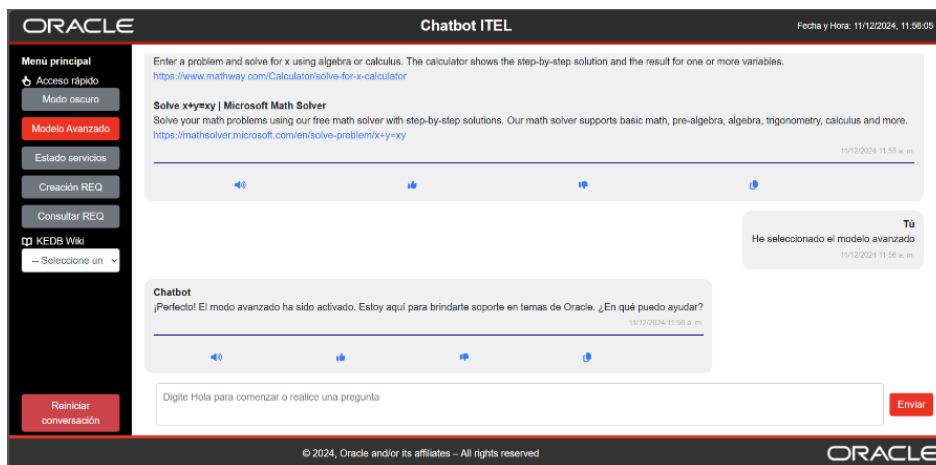 ORACLE
Chatbot ITEL
Fecha y Hora: 11/12/2024, 11:56:05
Menú principal
Acceso rápido
Modo oscuro
Modelo Avanzado
Estado servicios
Creación REQ
Consultar REQ
KEDB Wiki
-- Seleccione un
Reiniciar
conversación
Enter a problem and solve for x using algebra or calculus. The calculator shows the step-by-step solution and the result for one or more variables.
https://www.mathway.com/Calculator/solve-for-x-calculator
Solve x+y=xy | Microsoft Math Solver
Solve your math problems using our free math solver with step-by-step solutions. Our math solver supports basic math, pre-algebra, algebra, trigonometry, calculus and more.
https://mathsolver.microsoft.com/en/solve-problem/x+y=xy
11/12/2024 11:55 a. m.
Tú
He seleccionado el modelo avanzado
11/12/2024 11:56 a. m.
Chatbot
¡Perfecto! El modo avanzado ha sido activado. Estoy aquí para brindarte soporte en temas de Oracle. ¿En qué puedo ayudar?
11/12/2024 11:56 a. m.
Digite Hola para comenzar o realice una pregunta
Enviar
© 2024, Oracle and/or its affiliates – All rights reserved
ORACLE